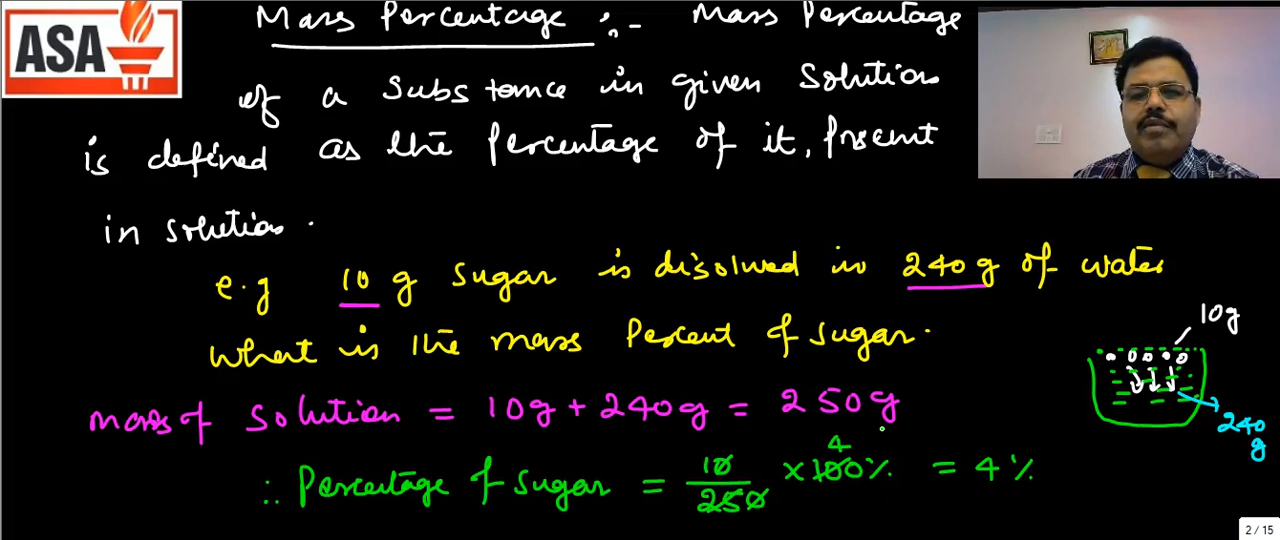 ASA
Mass Percentage :- Mass Percentage
of a Substance in given Solution
is defined as the Percentage of it, Present
in solution.
e.g 10 g sugar is disolved in 240 g of water
What is the mass Percent of sugar.
10g
mass of solution = 10g + 240g = 250g
240
g
4
∴ Percentage of sugar = 10/250 × 100% = 4%
2 / 15